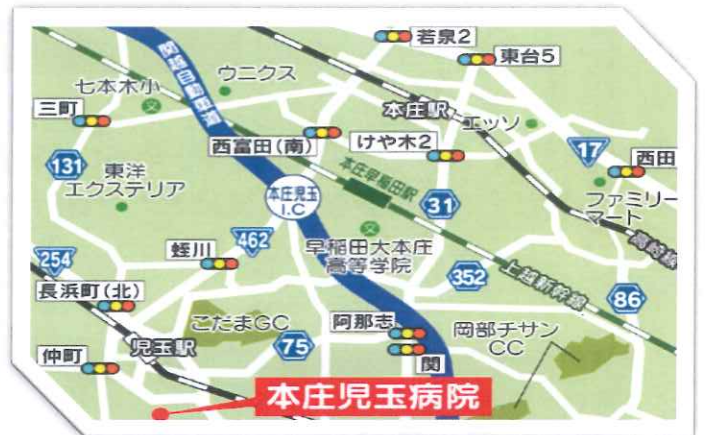 若泉2
東台5
関越自動車道
ウニクス
七本木小
文
三町
本庄駅
エッソ
西富田(南)
けや木2
17
西田
131
東洋
エクステリア
本庄児玉
I.C
本庄早稲田駅
31
ファミリー
マート
高崎線
254
蛭川
462
文
早稲田大本庄
高等学院
352
上越新幹線
86
長浜町(北)
こだまGC
75
阿那志
関
岡部チサン
CC
児玉駅
仲町
本庄児玉病院